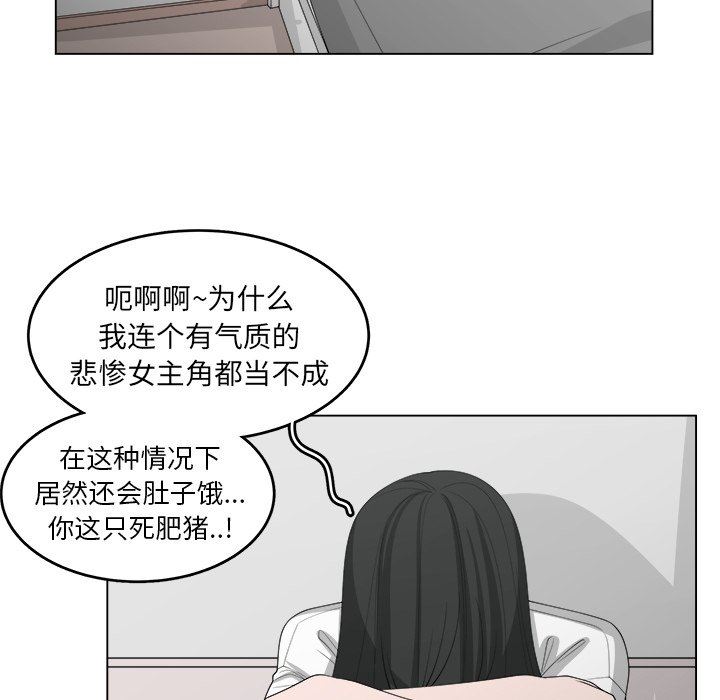 呃啊啊~为什么
我连个有气质的
悲惨女主角都当不成
在这种情况下
居然还会肚子饿...
你这只死肥猪..!